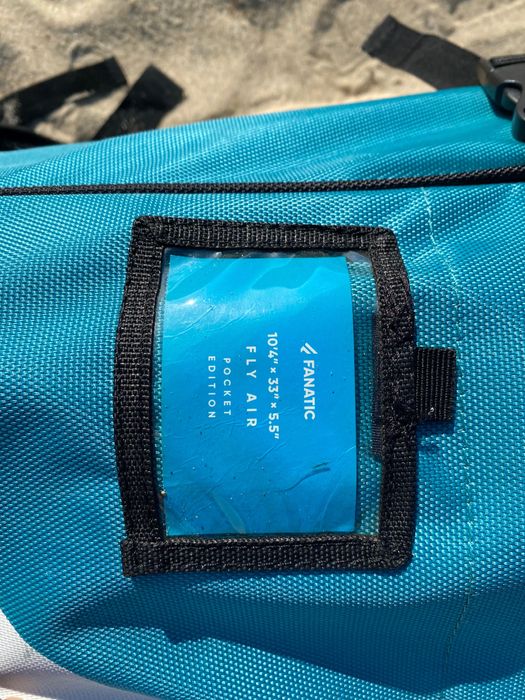 FANATIC
10'4" × 33" × 5.5"
FLY AIR
POCKET
EDITION